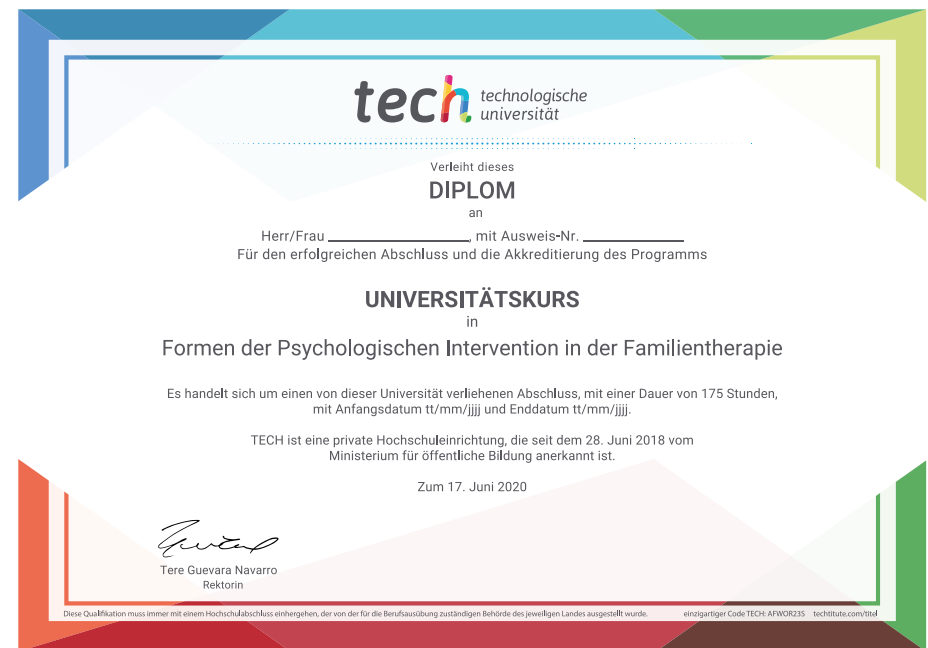 tech technologische
universität
Verleiht dieses
DIPLOM
an
Herr/Frau ____________________, mit Ausweis-Nr. ______________
Für den erfolgreichen Abschluss und die Akkreditierung des Programms
UNIVERSITÄTSKURS
in
Formen der Psychologischen Intervention in der Familientherapie
Es handelt sich um einen von dieser Universität verliehenen Abschluss, mit einer Dauer von 175 Stunden,
mit Anfangsdatum tt/mm/jjjj und Enddatum tt/mm/jjjj.
TECH ist eine private Hochschuleinrichtung, die seit dem 28. Juni 2018 vom
Ministerium für öffentliche Bildung anerkannt ist.
Zum 17. Juni 2020
Tere Guevara Navarro
Rektorin
Diese Qualifikation muss immer mit einem Hochschulabschluss einhergehen, der von der für die Berufsausübung zuständigen Behörde des jeweiligen Landes ausgestellt wurde. einzigartiger Code TECH: AFWOR23S techtitute.com/titel